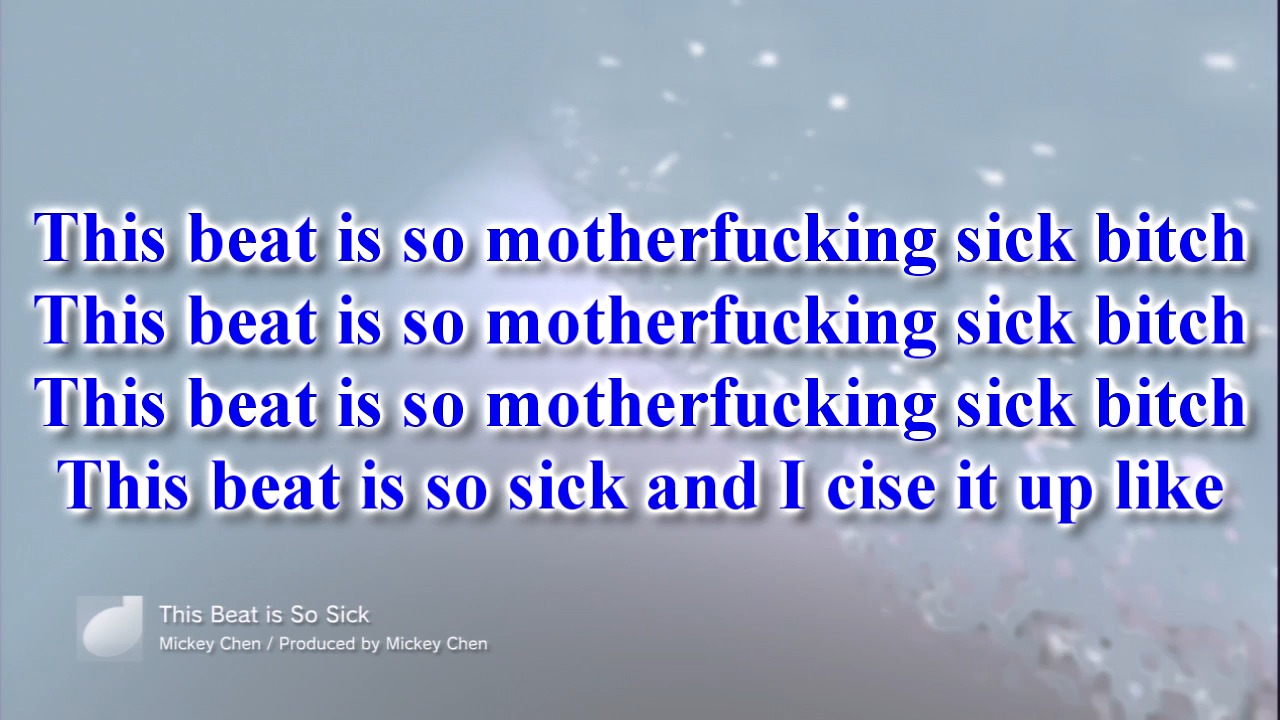 This beat is so motherfucking sick bitch
This beat is so motherfucking sick bitch
This beat is so motherfucking sick bitch
This beat is so sick and I cise it up like
This Beat is So Sick
Mickey Chen / Produced by Mickey Chen